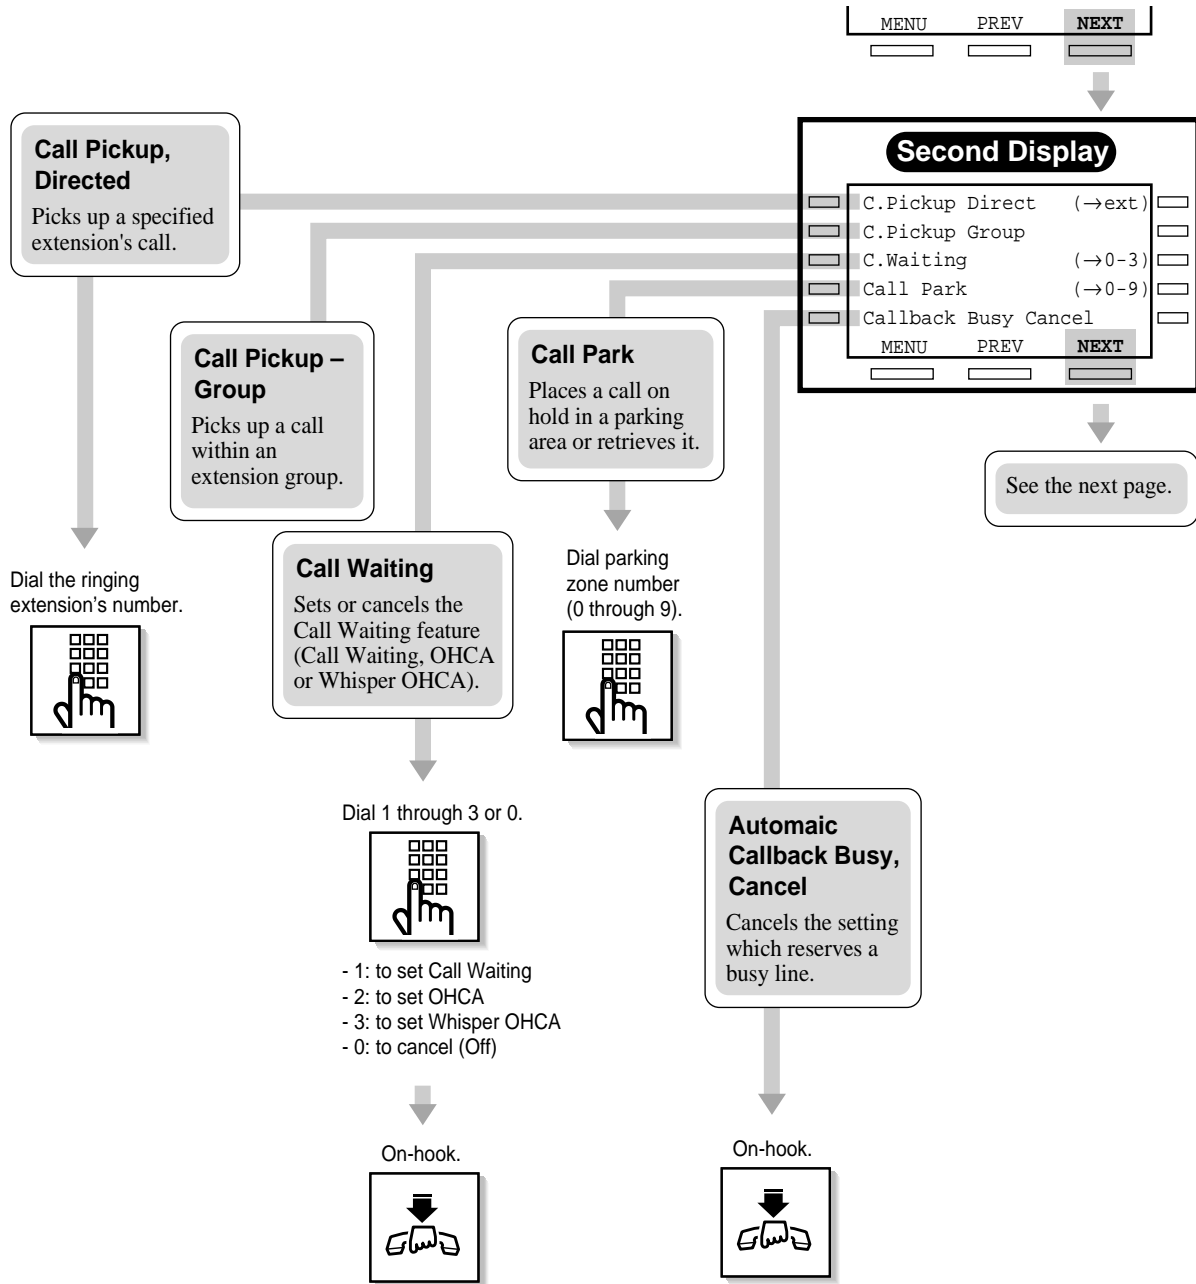 MENU PREV NEXT
Second Display
C.Pickup Direct (→ext)
C.Pickup Group
C.Waiting (→0-3)
Call Park (→0-9)
Callback Busy Cancel
MENU PREV NEXT
See the next page.
Call Pickup,
Directed
Picks up a specified
extension's call.
Dial the ringing
extension's number.
Call Pickup –
Group
Picks up a call
within an
extension group.
Call Waiting
Sets or cancels the
Call Waiting feature
(Call Waiting, OHCA
or Whisper OHCA).
Dial 1 through 3 or 0.
- 1: to set Call Waiting
- 2: to set OHCA
- 3: to set Whisper OHCA
- 0: to cancel (Off)
On-hook.
Call Park
Places a call on
hold in a parking
area or retrieves it.
Dial parking
zone number
(0 through 9).
Automaic
Callback Busy,
Cancel
Cancels the setting
which reserves a
busy line.
On-hook.